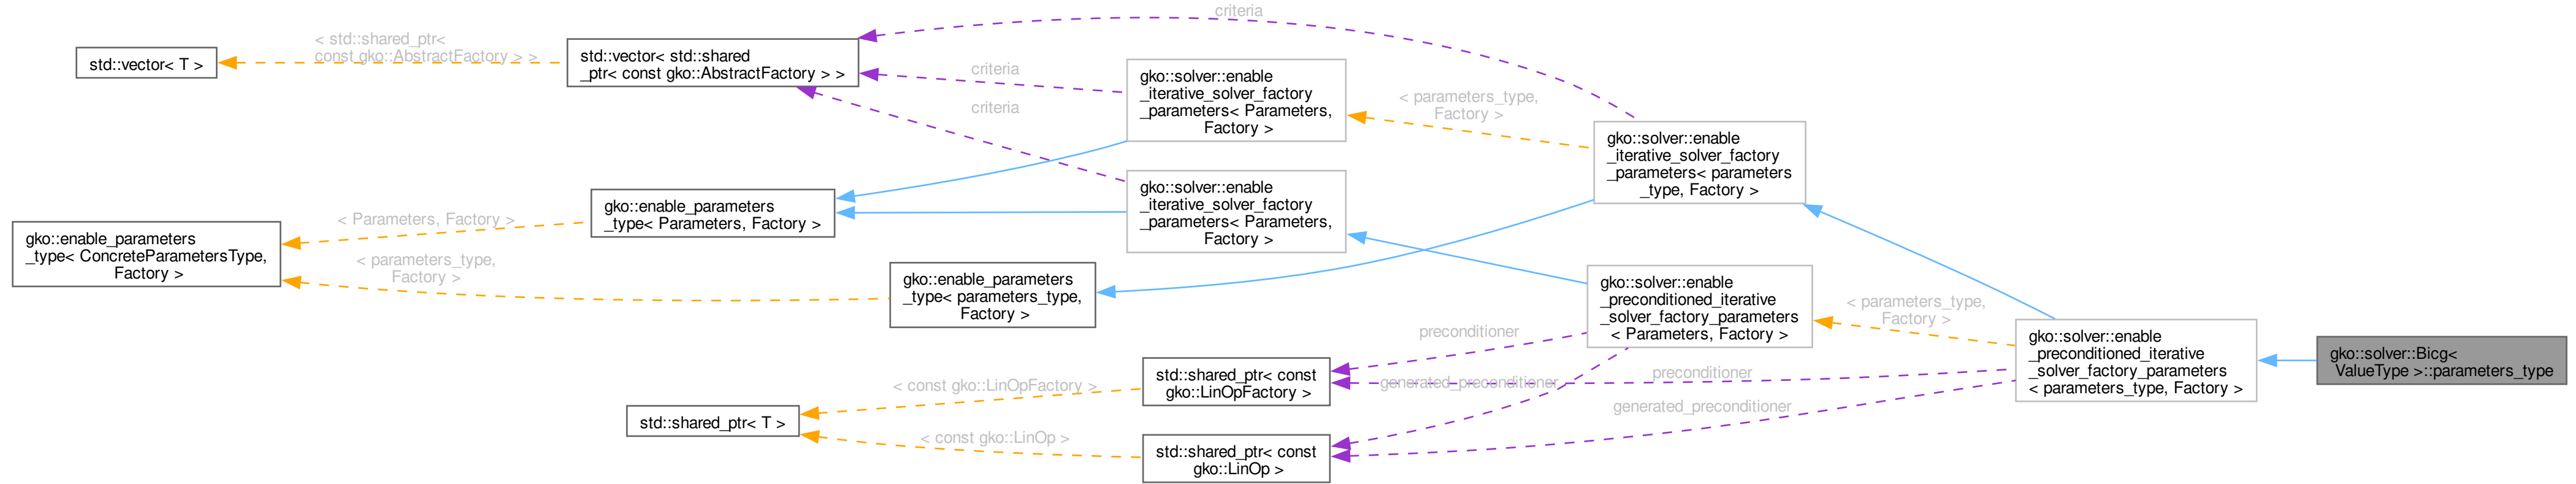 std::vector< T >
< std::shared_ptr<
const gko::AbstractFactory > >
std::vector< std::shared
_ptr< const gko::AbstractFactory > >
criteria
criteria
criteria
gko::solver::enable
_iterative_solver_factory
_parameters< Parameters,
Factory >
< parameters_type,
Factory >
gko::solver::enable
_iterative_solver_factory
_parameters< parameters
_type, Factory >
gko::solver::enable
_iterative_solver_factory
_parameters< Parameters,
Factory >
gko::enable_parameters
_type< Parameters, Factory >
< Parameters, Factory >
gko::enable_parameters
_type< ConcreteParametersType,
Factory >
< parameters_type,
Factory >
gko::enable_parameters
_type< parameters_type,
Factory >
gko::solver::enable
_preconditioned_iterative
_solver_factory_parameters
< Parameters, Factory >
< parameters_type,
Factory >
gko::solver::enable
_preconditioned_iterative
_solver_factory_parameters
< parameters_type, Factory >
gko::solver::Bicg<
ValueType >::parameters_type
preconditioner
generated_preconditioner
preconditioner
generated_preconditioner
std::shared_ptr< const
gko::LinOpFactory >
< const gko::LinOpFactory >
std::shared_ptr< T >
< const gko::LinOp >
std::shared_ptr< const
gko::LinOp >